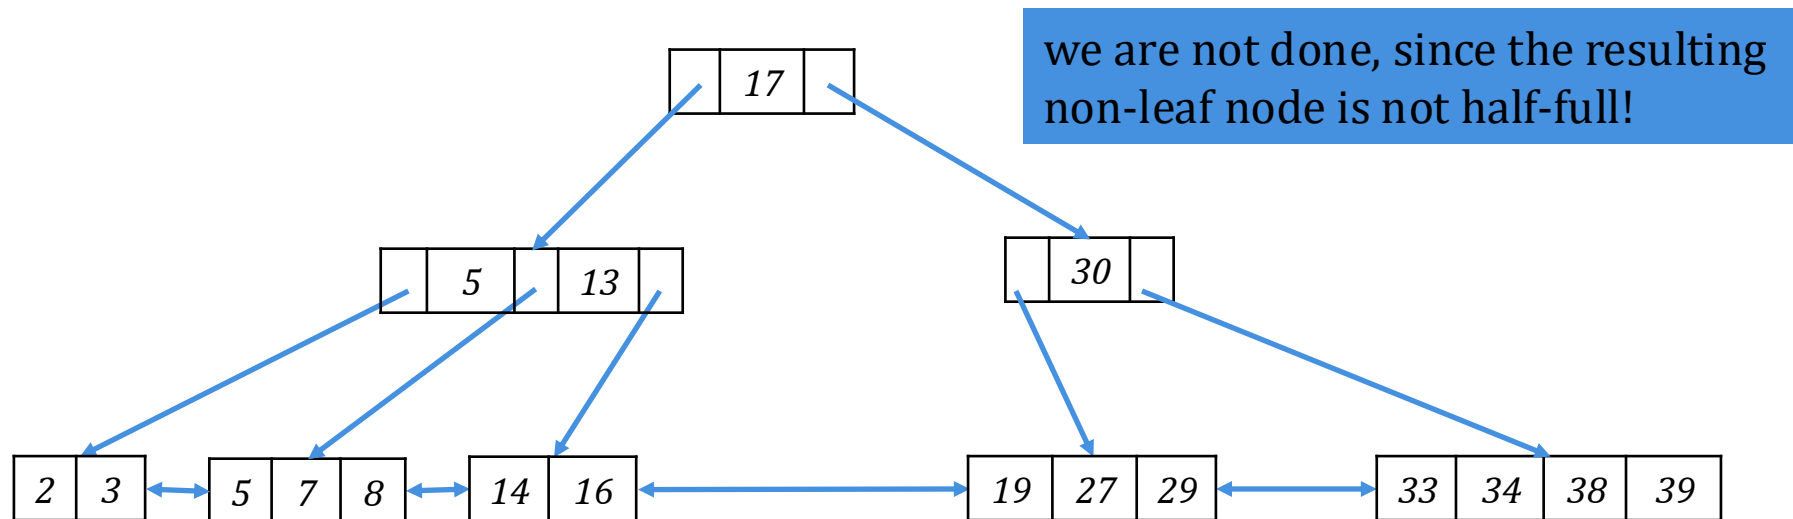 we are not done, since the resulting
non-leaf node is not half-full!
17
5 13
30
2 3
5 7 8
14 16
19 27 29
33 34 38 39